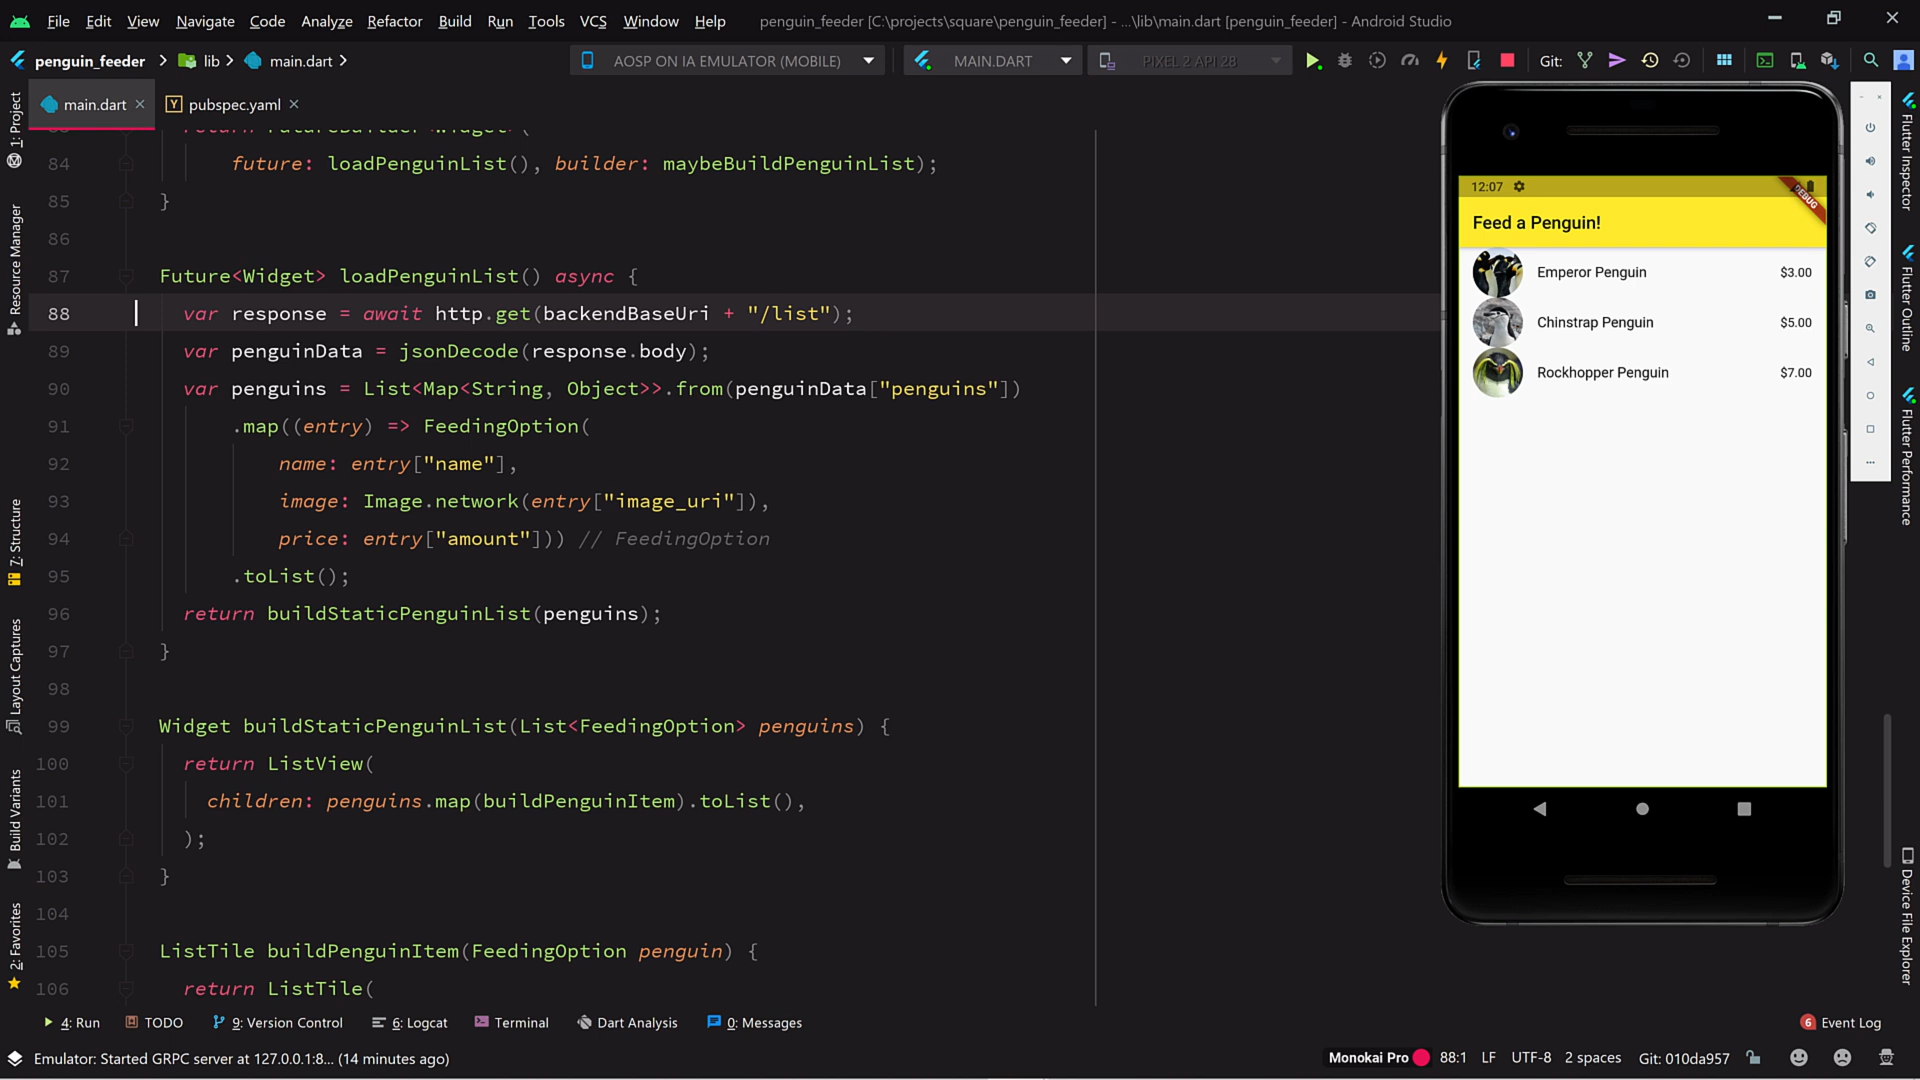 File Edit View Navigate Code Analyze Refactor Build Run Tools VCS Window Help penguin_feeder [C:\projects\square\penguin_feeder] - ...\lib\main.dart [penguin_feeder] - Android Studio
penguin_feeder lib main.dart AOSP ON IA EMULATOR (MOBILE) MAIN.DART PIXEL 2 API 28 Git:
main.dart pubspec.yaml
84 future: loadPenguinList(), builder: maybeBuildPenguinList);
85 }
86
87 Future<Widget> loadPenguinList() async {
88 var response = await http.get(backendBaseUri + "/list");
89 var penguinData = jsonDecode(response.body);
90 var penguins = List<Map<String, Object>>.from(penguinData["penguins"])
91 .map((entry) => FeedingOption(
92 name: entry["name"],
93 image: Image.network(entry["image_uri"]),
94 price: entry["amount"])) // FeedingOption
95 .toList();
96 return buildStaticPenguinList(penguins);
97 }
98
99 Widget buildStaticPenguinList(List<FeedingOption> penguins) {
100 return ListView(
101 children: penguins.map(buildPenguinItem).toList(),
102 );
103 }
104
105 ListTile buildPenguinItem(FeedingOption penguin) {
106 return ListTile(
1: Project
Resource Manager
7: Structure
Layout Captures
Build Variants
2: Favorites
12:07
DEBUG
Feed a Penguin!
Emperor Penguin $3.00
Chinstrap Penguin $5.00
Rockhopper Penguin $7.00
Flutter Inspector
Flutter Outline
Flutter Performance
Device File Explorer
4: Run TODO 9: Version Control 6: Logcat Terminal Dart Analysis 0: Messages 6 Event Log
Emulator: Started GRPC server at 127.0.0.1:8... (14 minutes ago) Monokai Pro 88:1 LF UTF-8 2 spaces Git: 010da957